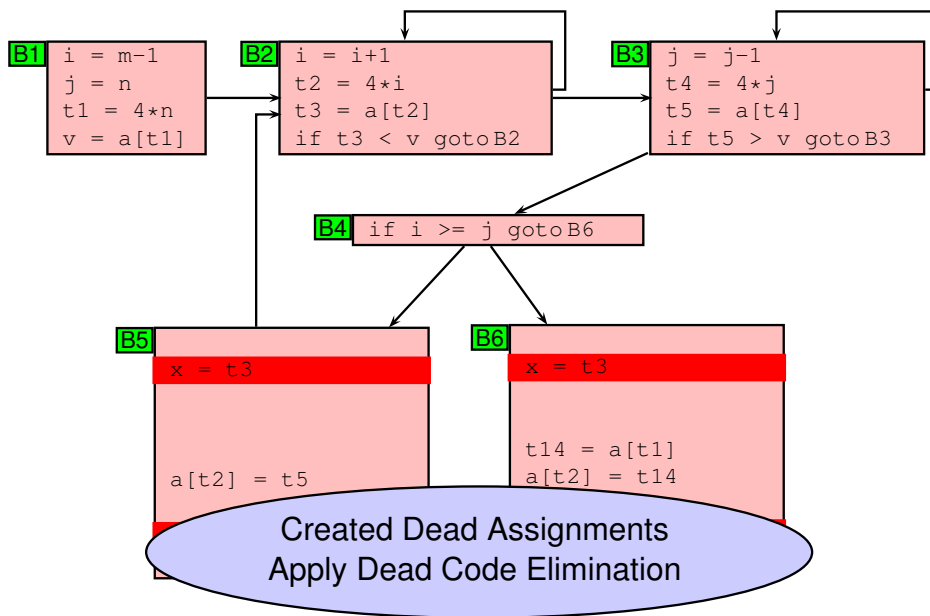 B1
i = m-1
j = n
t1 = 4*n
v = a[t1]
B2
i = i+1
t2 = 4*i
t3 = a[t2]
if t3 < v goto B2
B3
j = j-1
t4 = 4*j
t5 = a[t4]
if t5 > v goto B3
B4
if i >= j goto B6
B5
x = t3
a[t2] = t5
B6
x = t3
t14 = a[t1]
a[t2] = t14
Created Dead Assignments
Apply Dead Code Elimination